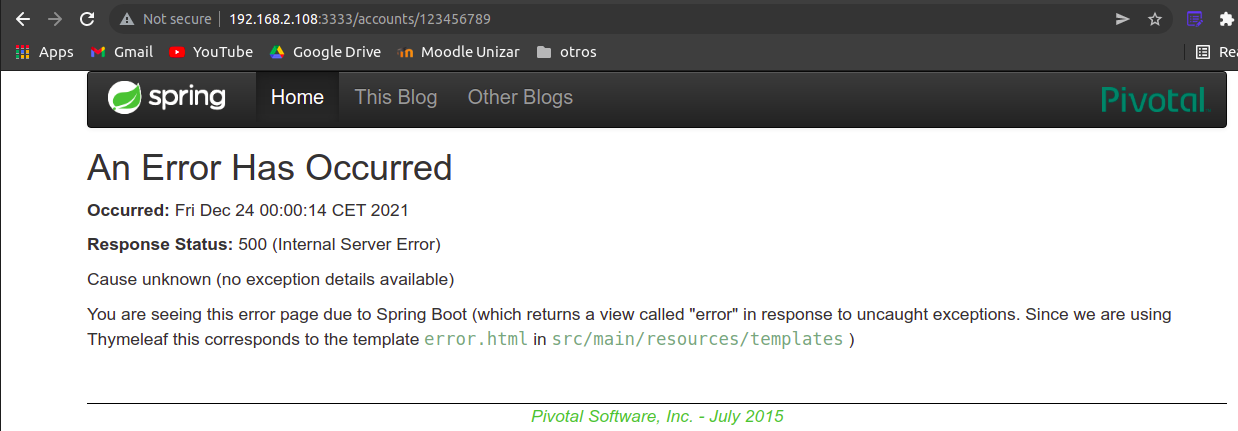 Not secure | 192.168.2.108:3333/accounts/123456789
Apps Gmail YouTube Google Drive Moodle Unizar otros
spring Home This Blog Other Blogs Pivotal
An Error Has Occurred
Occurred: Fri Dec 24 00:00:14 CET 2021
Response Status: 500 (Internal Server Error)
Cause unknown (no exception details available)
You are seeing this error page due to Spring Boot (which returns a view called "error" in response to uncaught exceptions. Since we are using
Thymeleaf this corresponds to the template error.html in src/main/resources/templates )
Pivotal Software, Inc. - July 2015